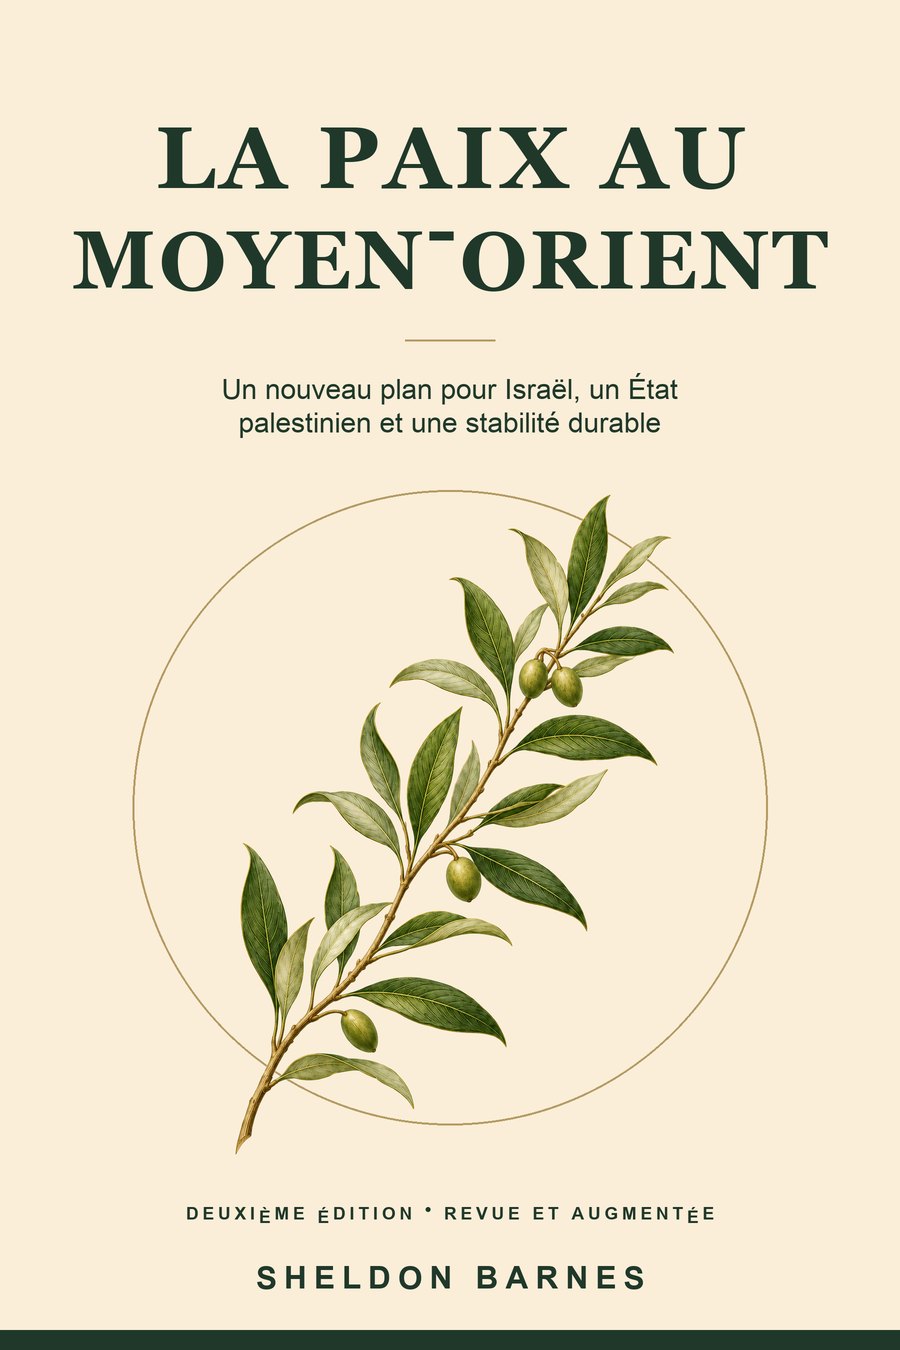 LA PAIX AU
MOYEN-ORIENT
Un nouveau plan pour Israël, un État
palestinien et une stabilité durable
DEUXIÈME ÉDITION • REVUE ET AUGMENTÉE
SHELDON BARNES